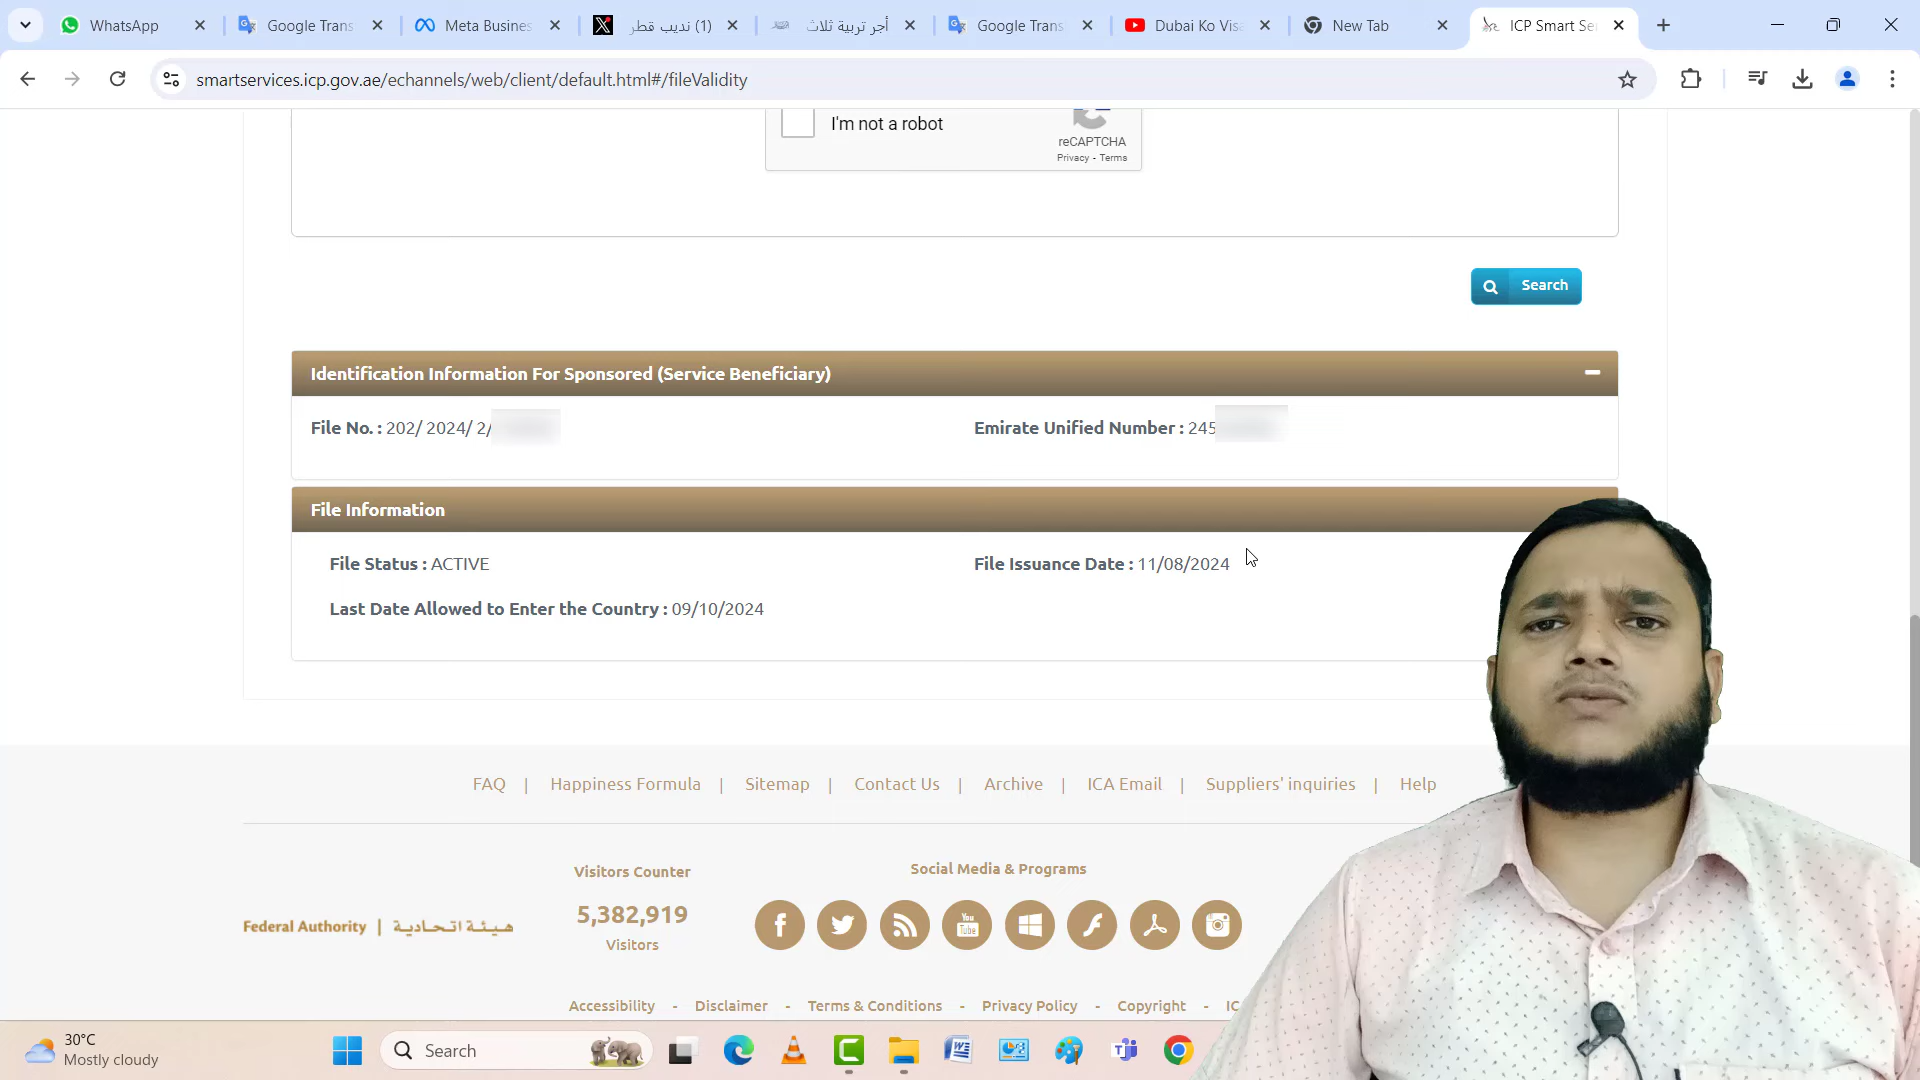 WhatsApp
Google Trans
Meta Busines
(1) نديب قطر
أجر تربية ثلاث
Google Trans
Dubai Ko Visa
New Tab
ICP Smart Se
smartservices.icp.gov.ae/echannels/web/client/default.html#/fileValidity
I'm not a robot
reCAPTCHA
Privacy - Terms
Search
Identification Information For Sponsored (Service Beneficiary)
File No. : 202/ 2024/ 2/
Emirate Unified Number : 245
File Information
File Status : ACTIVE
File Issuance Date : 11/08/2024
Last Date Allowed to Enter the Country : 09/10/2024
FAQ | Happiness Formula | Sitemap | Contact Us | Archive | ICA Email | Suppliers' inquiries | Help
Visitors Counter
Social Media & Programs
5,382,919
Visitors
Federal Authority | هيئة اتحادية
You
Tube
Accessibility - Disclaimer - Terms & Conditions - Privacy Policy - Copyright - IC
30°C
Mostly cloudy
Search